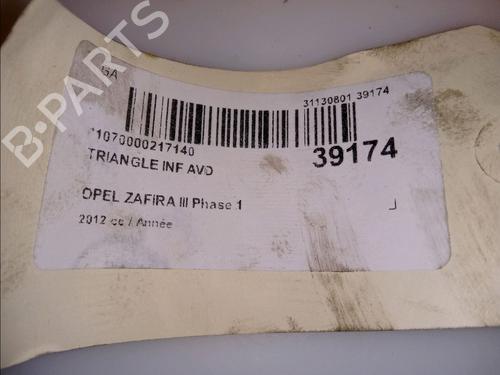 B-PARTS
31130801 39174
*1070000217140
39174
TRIANGLE INF AVD
OPEL ZAFIRA III Phase 1
2012 cc / Année